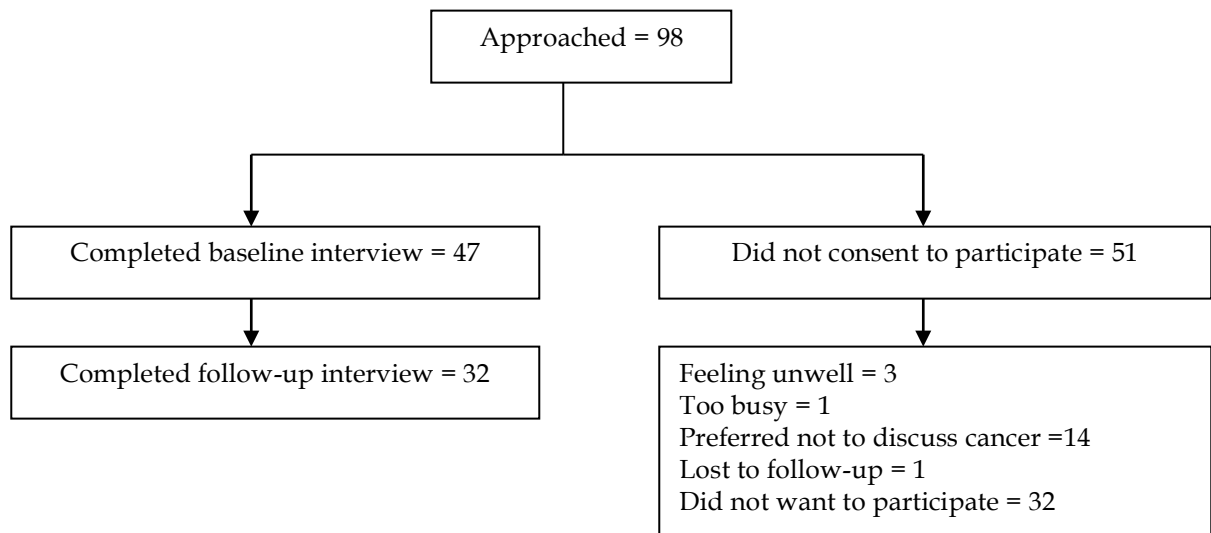 Approached = 98
Completed baseline interview = 47
Did not consent to participate = 51
Completed follow-up interview = 32
Feeling unwell = 3
Too busy = 1
Preferred not to discuss cancer =14
Lost to follow-up = 1
Did not want to participate = 32